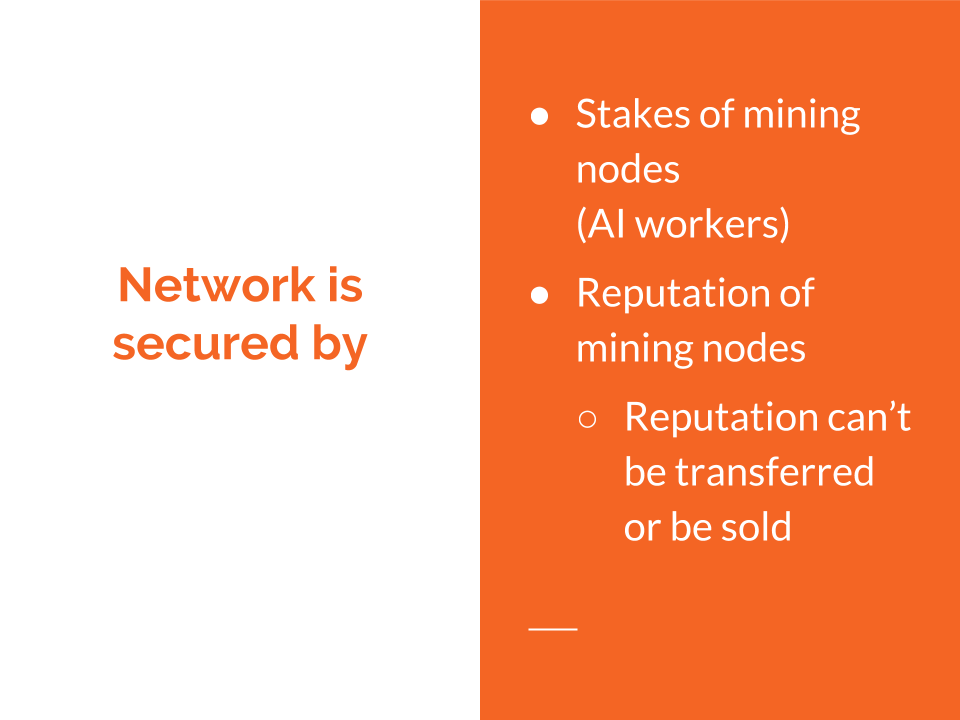 Network is
secured by
● Stakes of mining
nodes
(AI workers)
● Reputation of
mining nodes
○ Reputation can’t
be transferred
or be sold